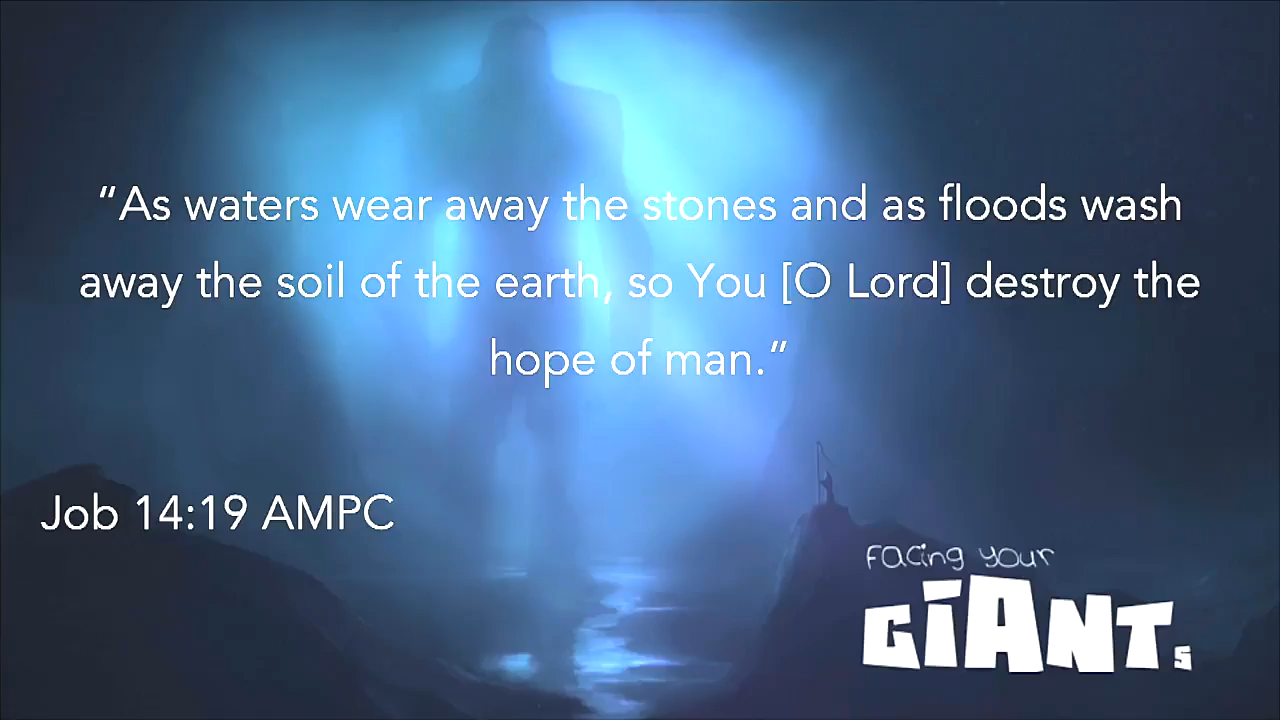 “As waters wear away the stones and as floods wash
away the soil of the earth, so You [O Lord] destroy the
hope of man.”
Job 14:19 AMPC
Facing your
GiANTs